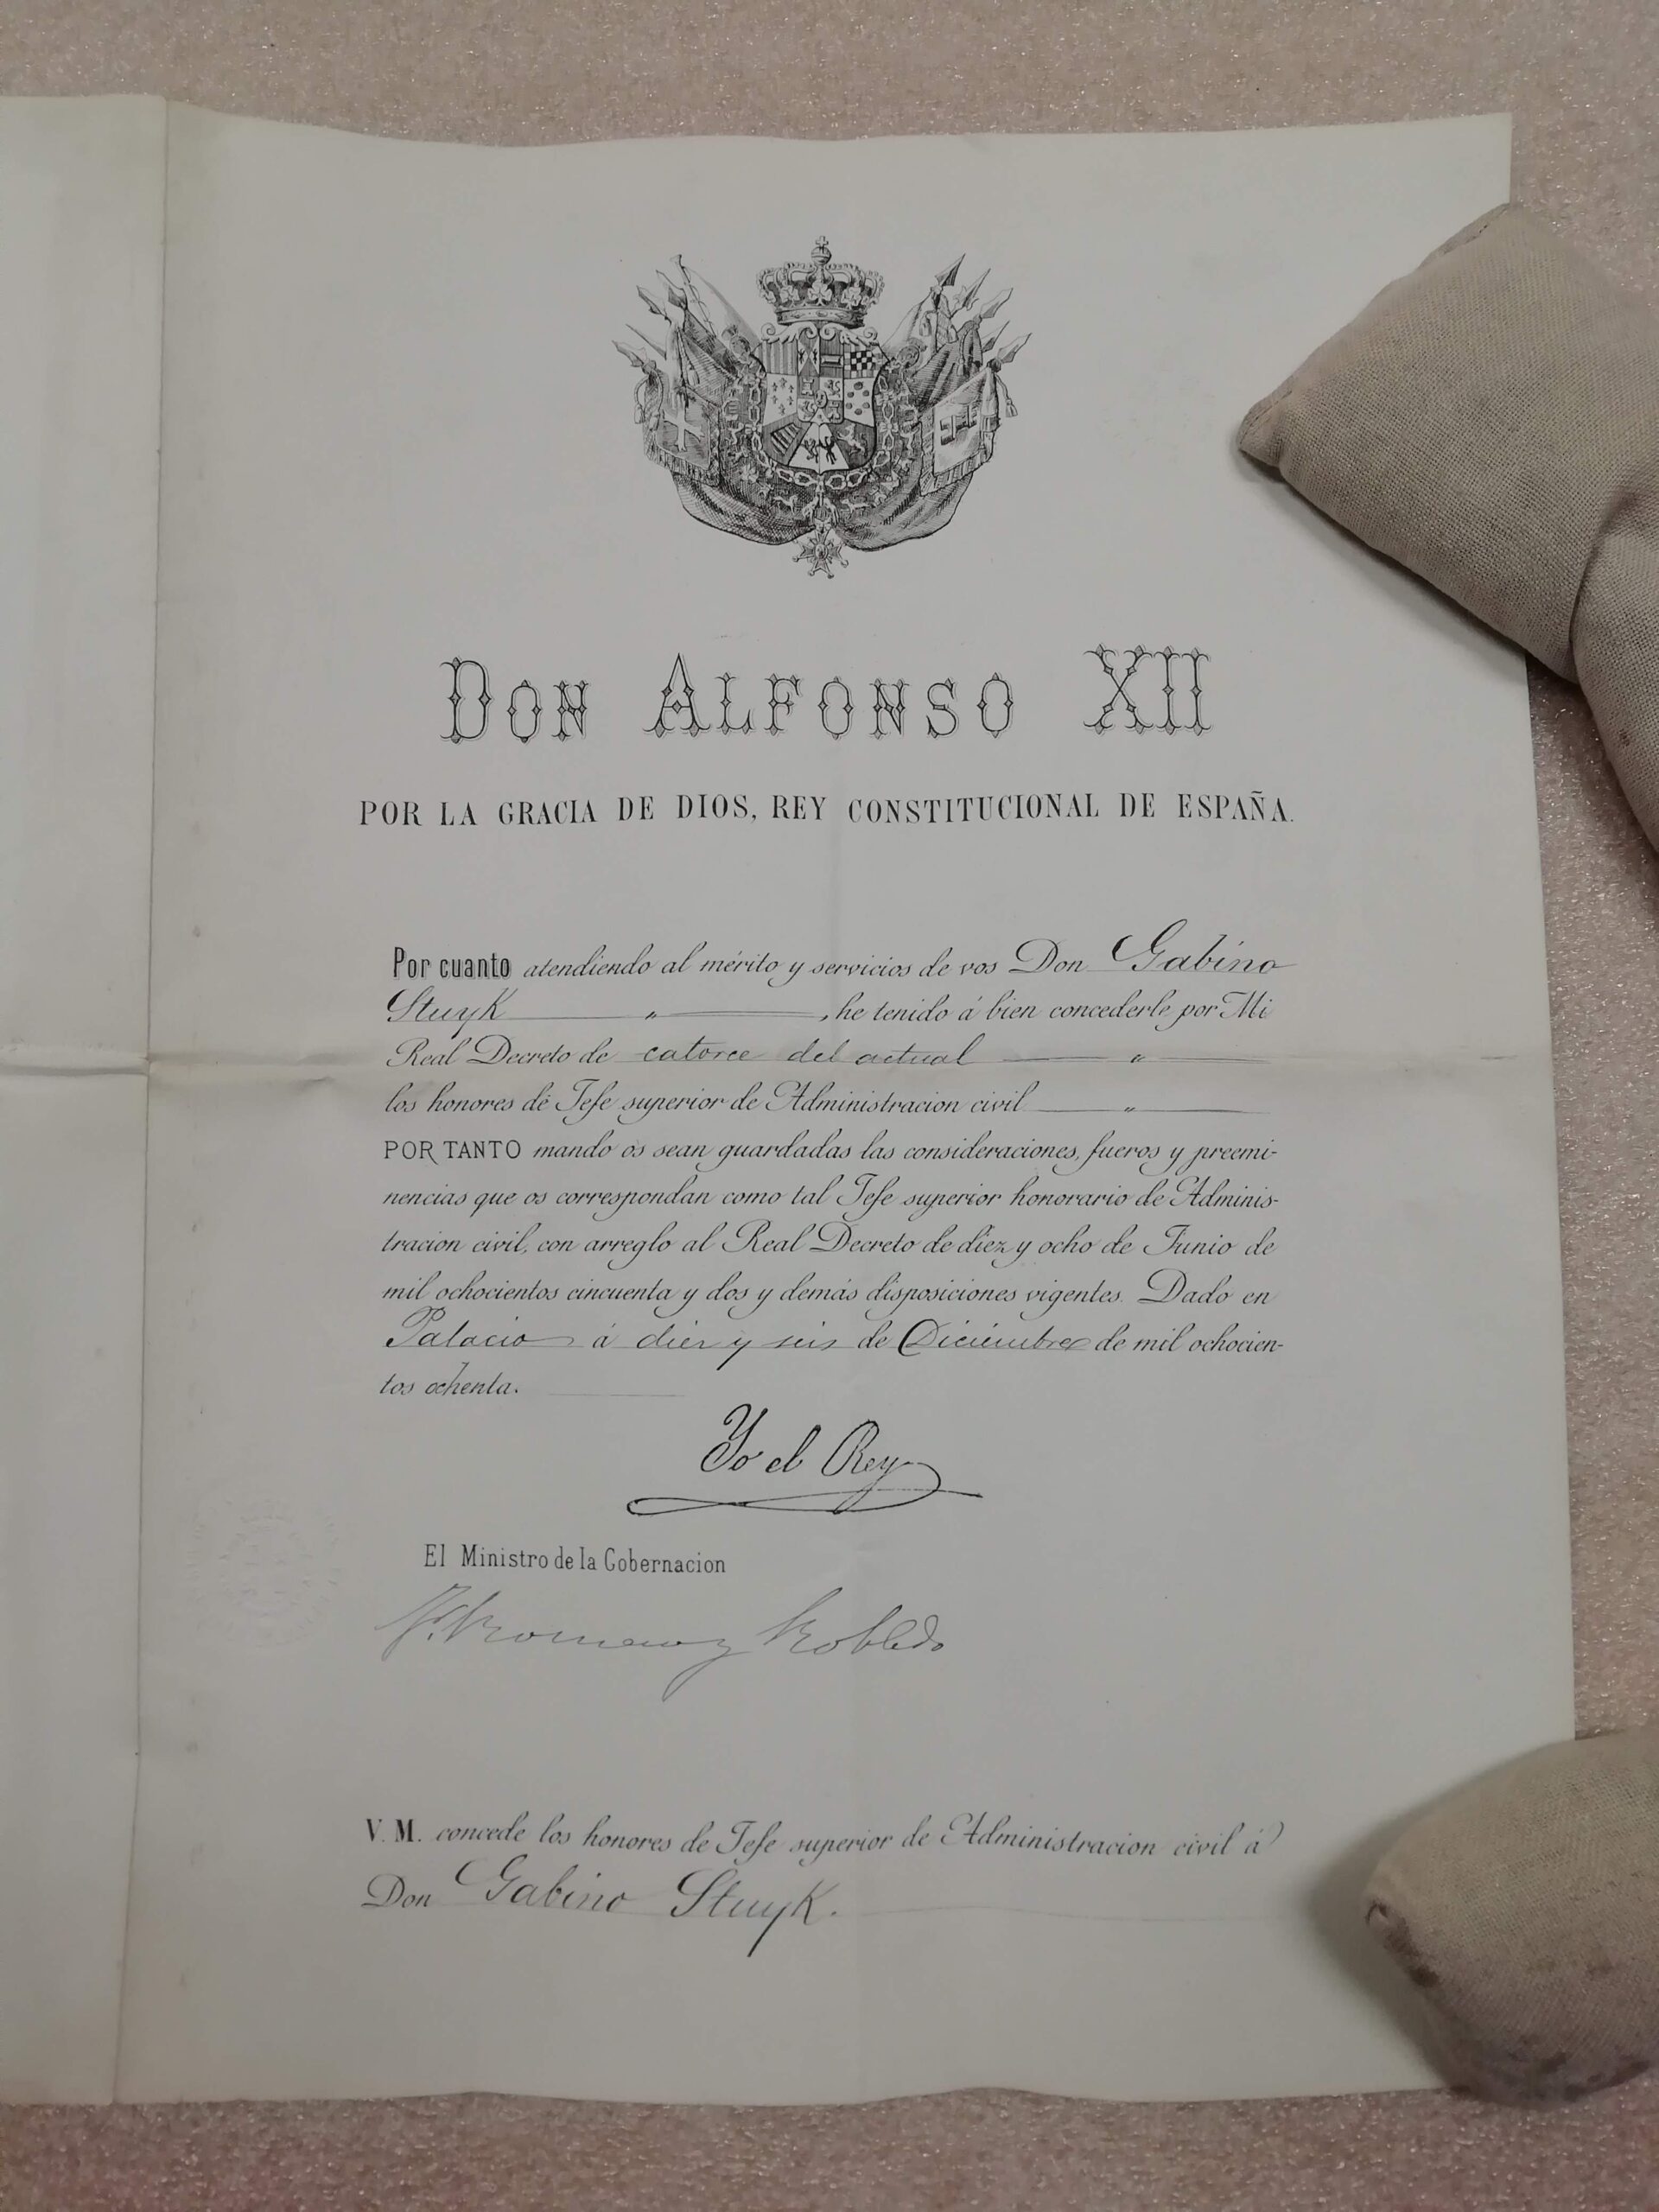 DON ALFONSO XII
POR LA GRACIA DE DIOS, REY CONSTITUCIONAL DE ESPAÑA.
Por cuanto atendiendo al mérito y servicios de vos Don Gabino
Stuyk " , he tenido á bien concederle por Mi
Real Decreto de catorce del actual "
los honores de Jefe superior de Administracion civil "
POR TANTO mando os sean guardadas las consideraciones, fueros y preemi-
nencias que os correspondan como tal Jefe superior honorario de Adminis-
tracion civil, con arreglo al Real Decreto de diez y ocho de Junio de
mil ochocientos cincuenta y dos y demás disposiciones vigentes. Dado en
Palacio á diez y seis de Diciembre de mil ochocien-
tos ochenta.
Yo el Rey
El Ministro de la Gobernacion
F. Romero y Robledo
V. M. concede los honores de Jefe superior de Administracion civil á
Don Gabino Stuyk.